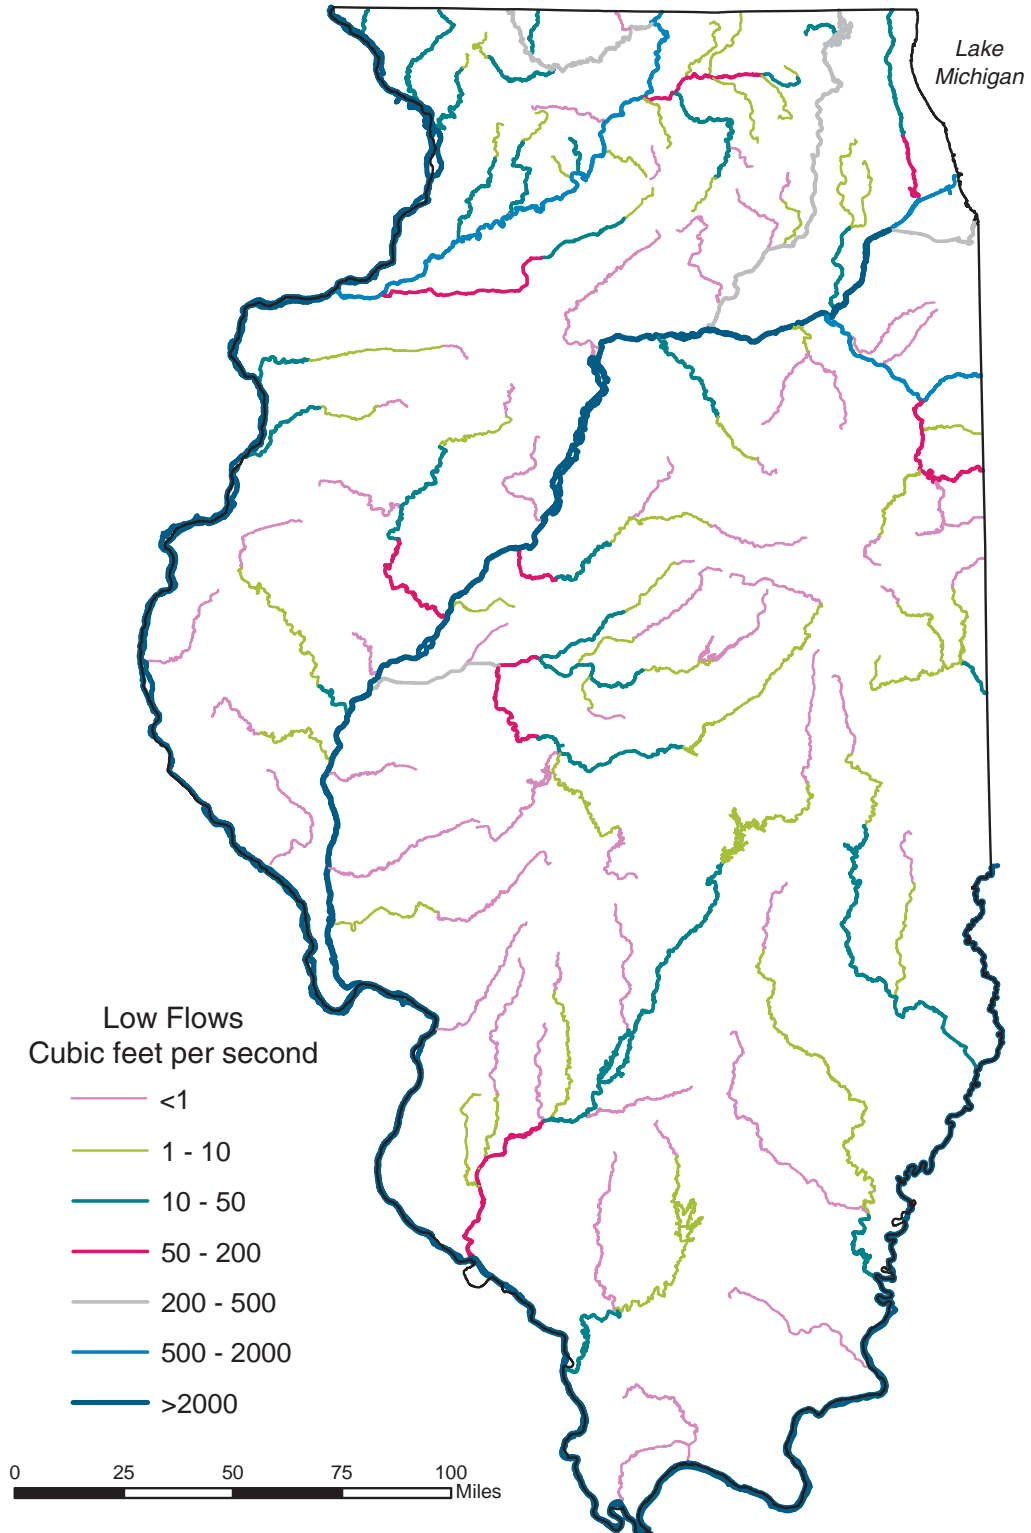 Lake
Michigan
Low Flows
Cubic feet per second
<1
1 - 10
10 - 50
50 - 200
200 - 500
500 - 2000
>2000
0 25 50 75 100
Miles